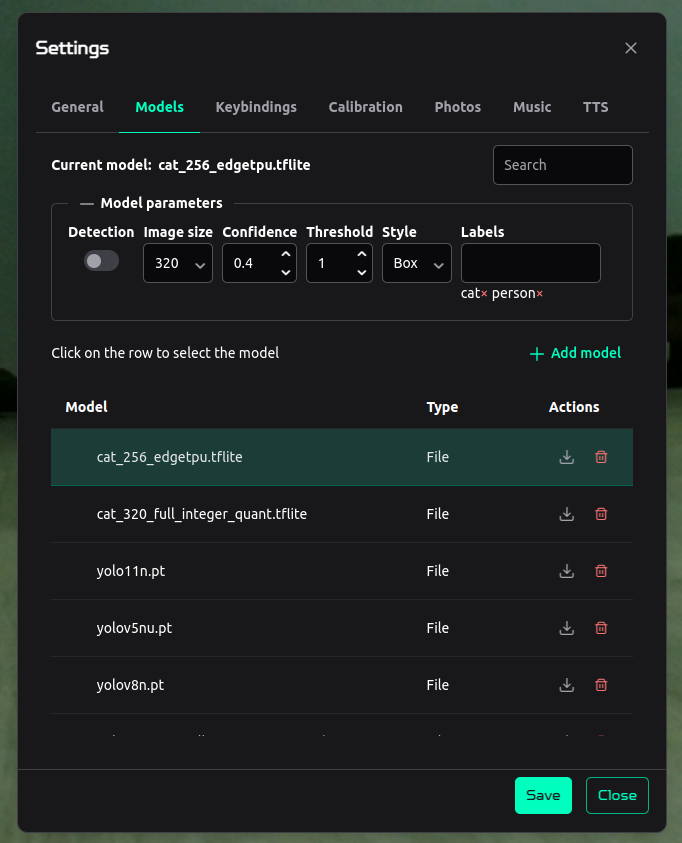 Settings
General Models Keybindings Calibration Photos Music TTS
Current model: cat_256_edgetpu.tflite Search
Model parameters
Detection Image size Confidence Threshold Style Labels
320 0.4 1 Box
cat× person×
Click on the row to select the model + Add model
Model Type Actions
cat_256_edgetpu.tflite File
cat_320_full_integer_quant.tflite File
yolo11n.pt File
yolov5nu.pt File
yolov8n.pt File
Save Close